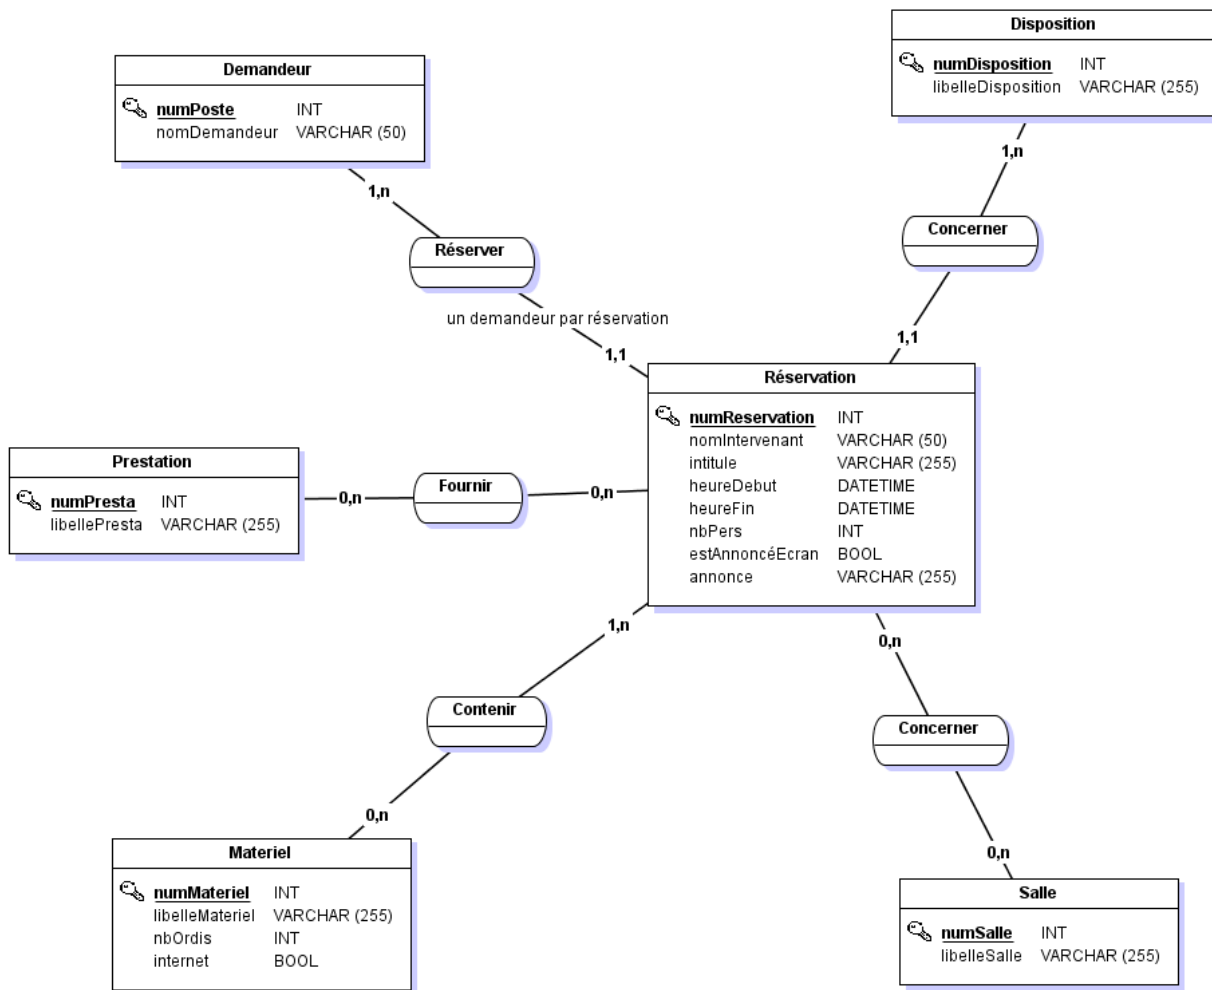 Disposition
numDisposition INT
libelleDisposition VARCHAR (255)
Demandeur
numPoste INT
nomDemandeur VARCHAR (50)
1,n
1,n
Réserver
Concerner
un demandeur par réservation
1,1
1,1
Réservation
numReservation INT
nomIntervenant VARCHAR (50)
intitule VARCHAR (255)
heureDebut DATETIME
heureFin DATETIME
nbPers INT
estAnnoncéEcran BOOL
annonce VARCHAR (255)
Prestation
numPresta INT
libellePresta VARCHAR (255)
0,n
Fournir
0,n
1,n
0,n
Contenir
Concerner
0,n
0,n
Materiel
numMateriel INT
libelleMateriel VARCHAR (255)
nbOrdis INT
internet BOOL
Salle
numSalle INT
libelleSalle VARCHAR (255)